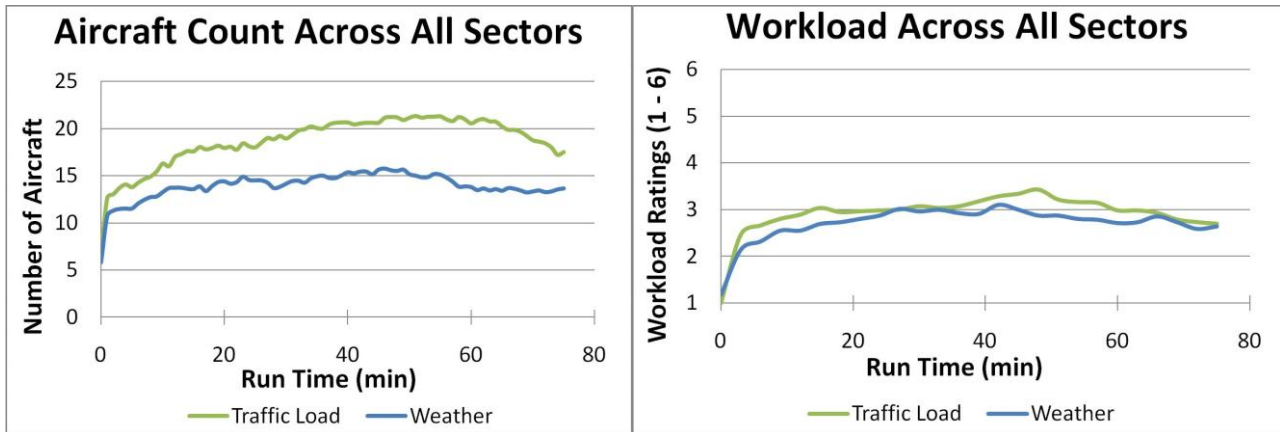 Aircraft Count Across All Sectors
Number of Aircraft
25
20
15
10
5
0
0 20 40 60 80
Run Time (min)
Traffic Load Weather
Workload Across All Sectors
Workload Ratings (1 - 6)
6
5
4
3
2
1
0 20 40 60 80
Run Time (min)
Traffic Load Weather